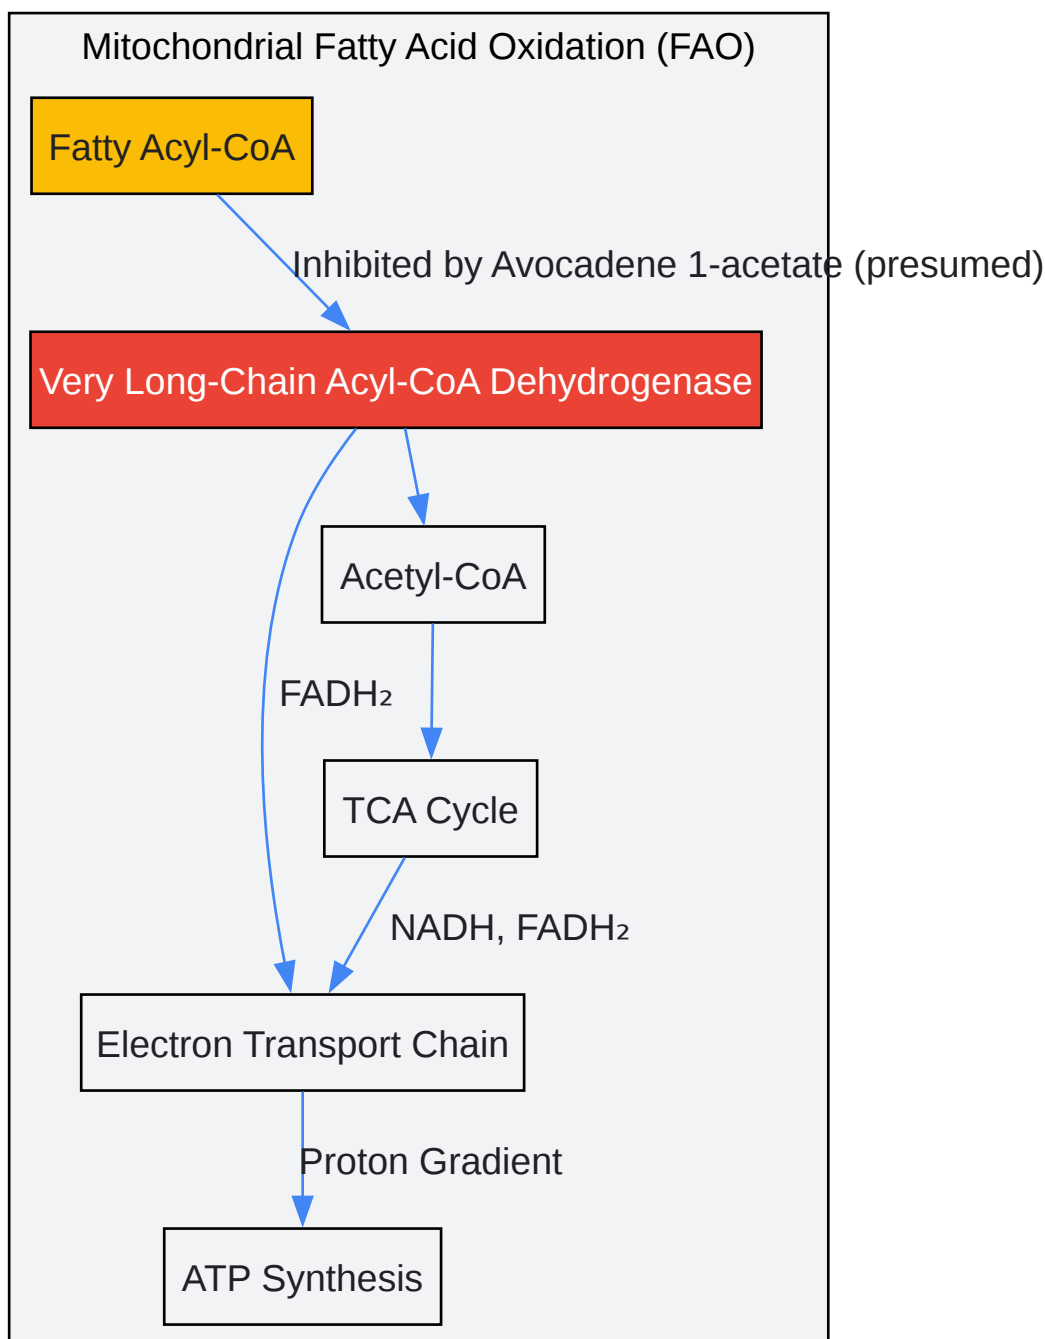 Mitochondrial Fatty Acid Oxidation (FAO)
Fatty Acyl-CoA
Inhibited by Avocadene 1-acetate (presumed)
Very Long-Chain Acyl-CoA Dehydrogenase
Acetyl-CoA
FADH₂
TCA Cycle
NADH, FADH₂
Electron Transport Chain
Proton Gradient
ATP Synthesis